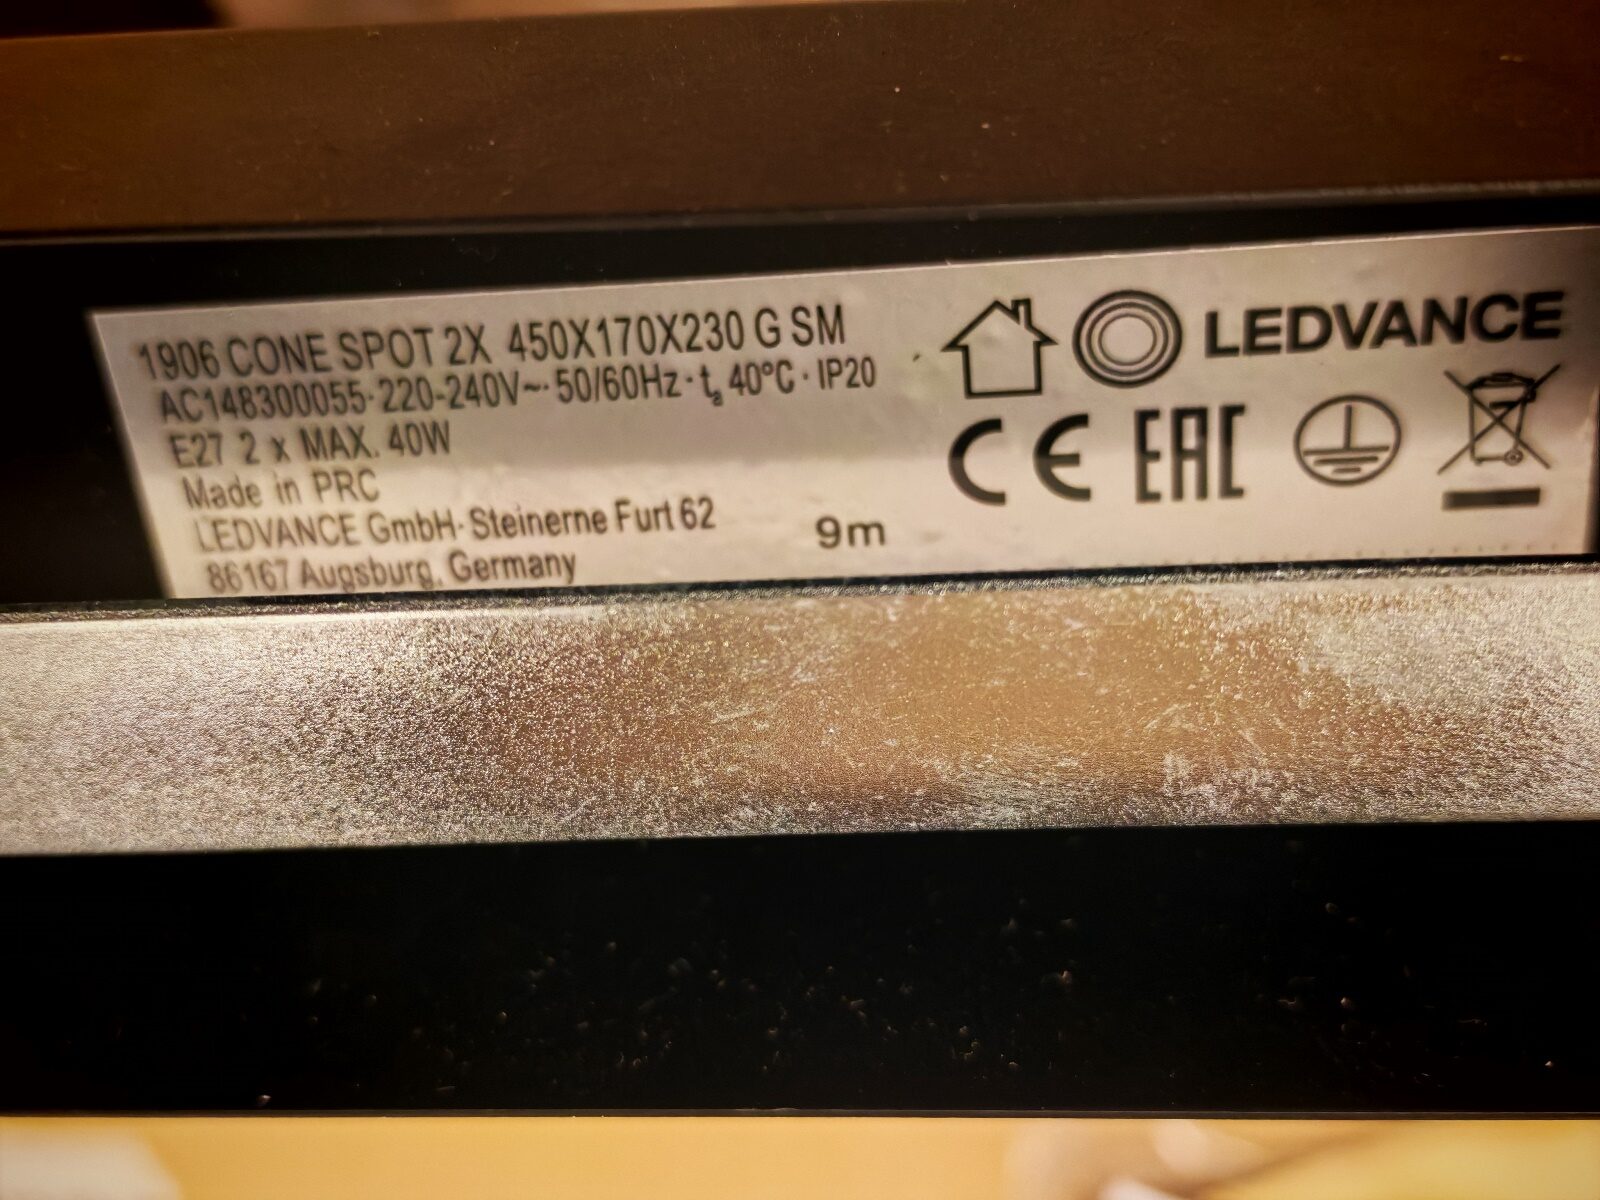 1906 CONE SPOT 2X 450X170X230 G SM
AC148300055·220-240V~·50/60Hz·ta 40°C·IP20
E27 2 x MAX. 40W
Made in PRC
LEDVANCE GmbH·Steinerne Furt 62
86167 Augsburg, Germany
9m
LEDVANCE
CE EAC